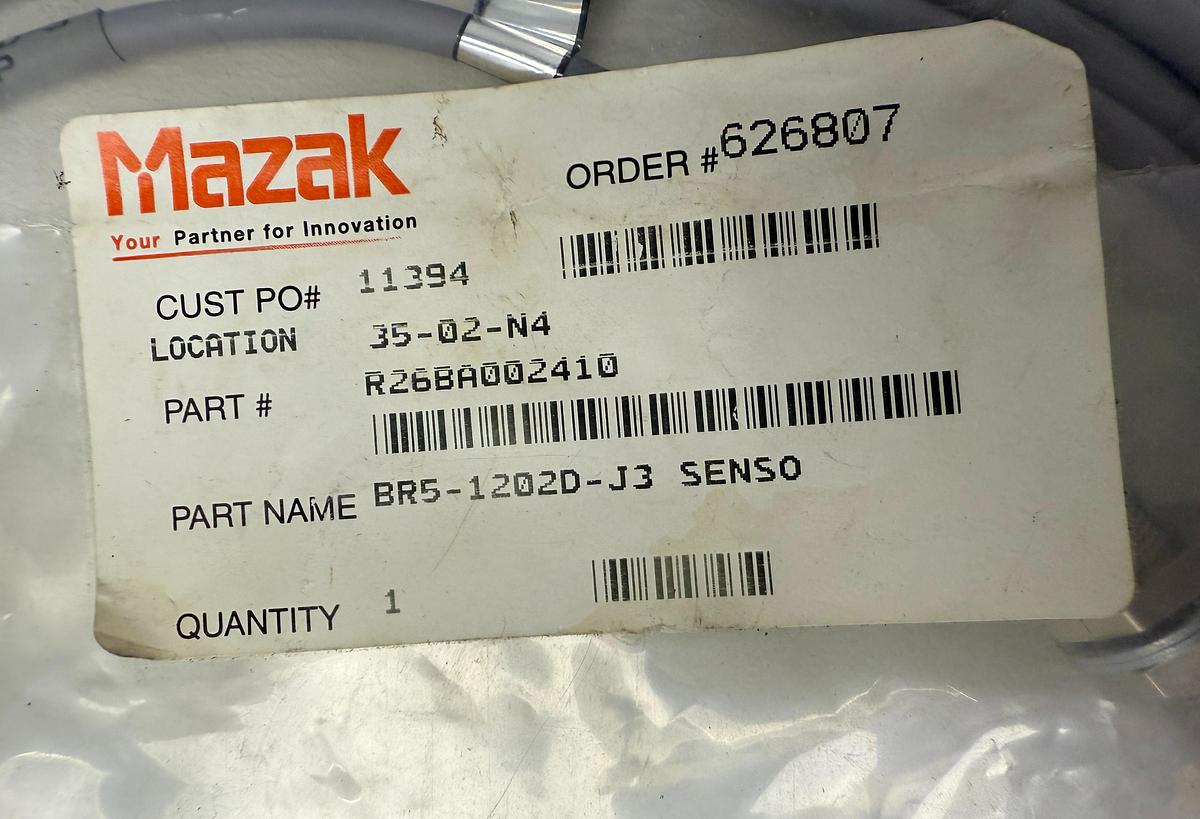 Mazak
Your Partner for Innovation
ORDER #626807
CUST PO# 11394
LOCATION 35-02-N4
PART # R26BA002410
PART NAME BR5-1202D-J3 SENSO
QUANTITY 1